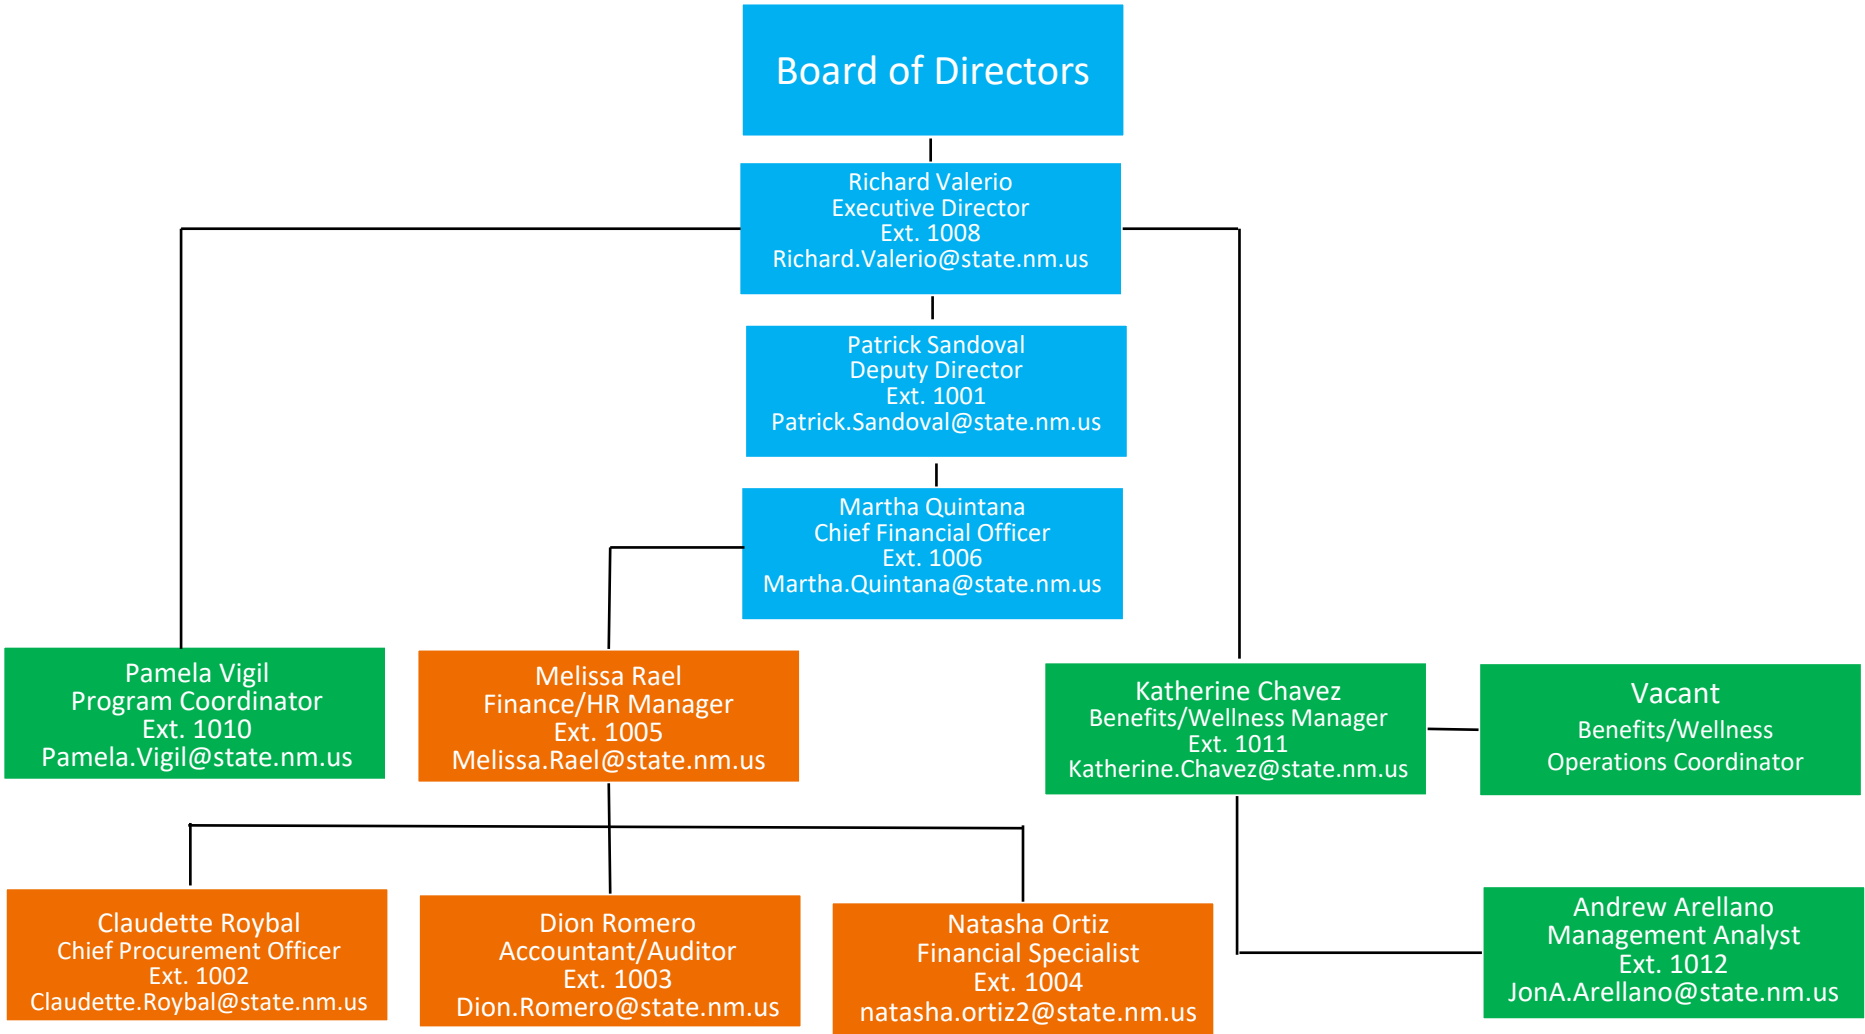 Board of Directors
Richard Valerio
Executive Director
Ext. 1008
Richard.Valerio@state.nm.us
Patrick Sandoval
Deputy Director
Ext. 1001
Patrick.Sandoval@state.nm.us
Martha Quintana
Chief Financial Officer
Ext. 1006
Martha.Quintana@state.nm.us
Pamela Vigil
Program Coordinator
Ext. 1010
Pamela.Vigil@state.nm.us
Melissa Rael
Finance/HR Manager
Ext. 1005
Melissa.Rael@state.nm.us
Katherine Chavez
Benefits/Wellness Manager
Ext. 1011
Katherine.Chavez@state.nm.us
Vacant
Benefits/Wellness
Operations Coordinator
Claudette Roybal
Chief Procurement Officer
Ext. 1002
Claudette.Roybal@state.nm.us
Dion Romero
Accountant/Auditor
Ext. 1003
Dion.Romero@state.nm.us
Natasha Ortiz
Financial Specialist
Ext. 1004
natasha.ortiz2@state.nm.us
Andrew Arellano
Management Analyst
Ext. 1012
JonA.Arellano@state.nm.us